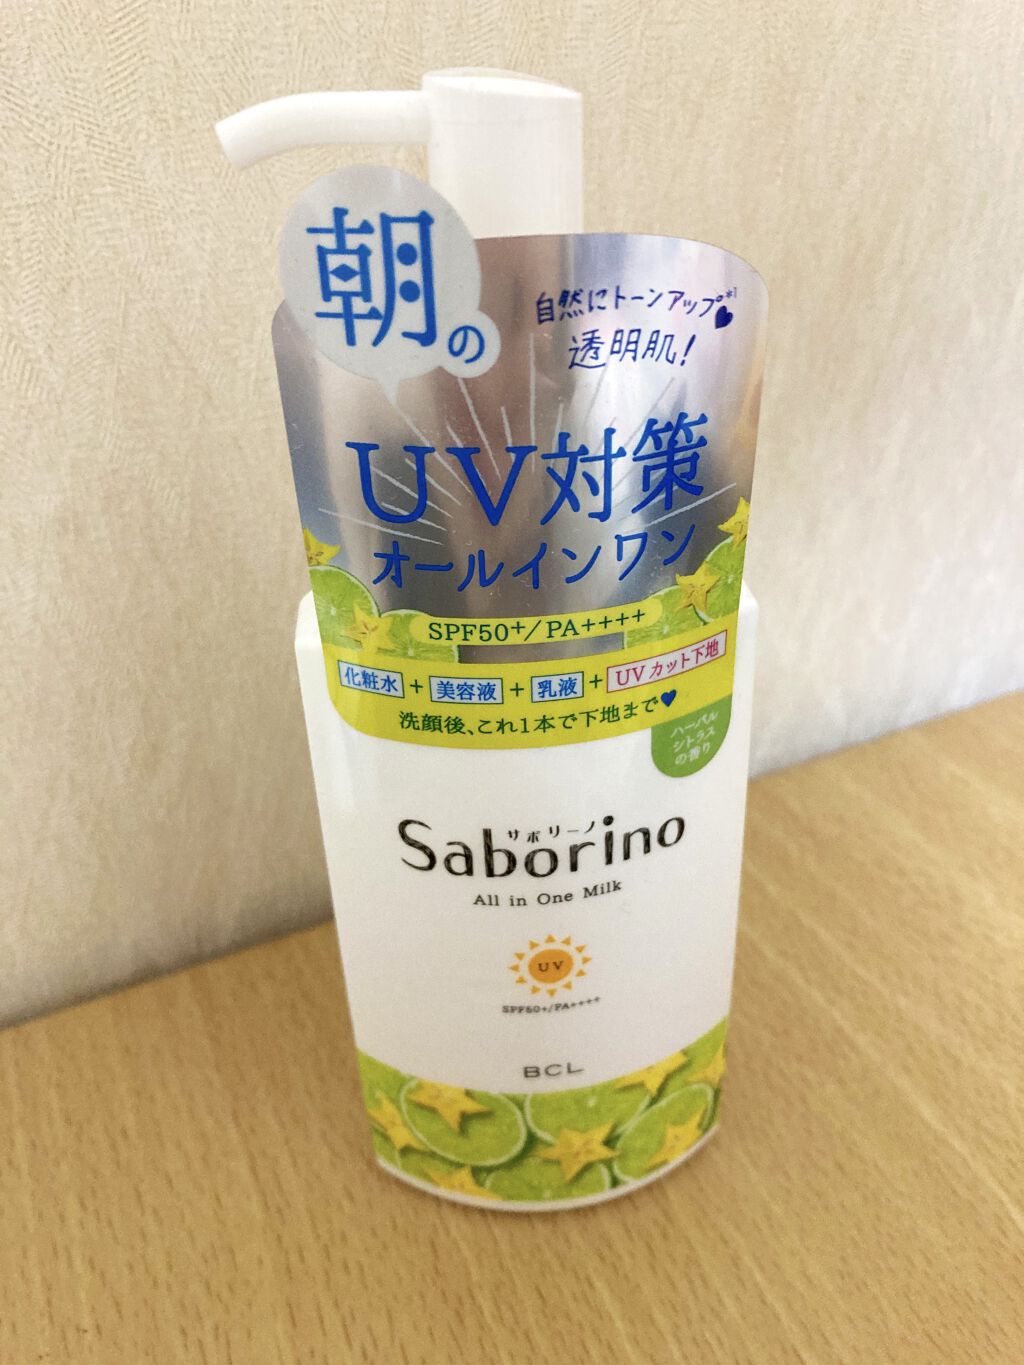 朝の
自然にトーンアップ*1♥
透明肌!
UV対策
オールインワン
SPF50+/PA++++
化粧水+美容液+乳液+UVカット下地
洗顔後、これ1本で下地まで♥
ハーバル
シトラス
の香り
サボリーノ
Saborino
All in One Milk
UV
SPF50+/PA++++
BCL